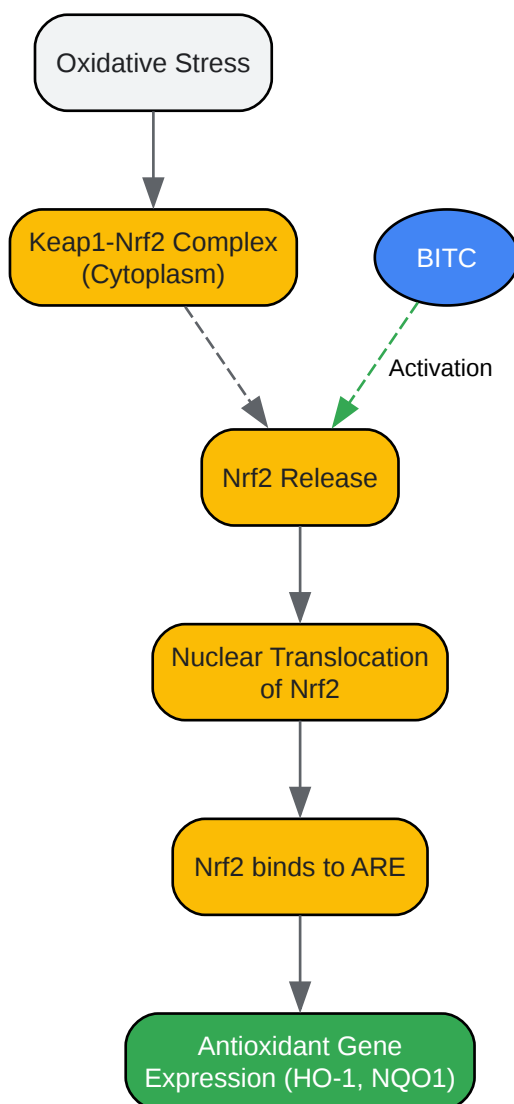 Oxidative Stress
Keap1-Nrf2 Complex
(Cytoplasm)
BITC
Activation
Nrf2 Release
Nuclear Translocation
of Nrf2
Nrf2 binds to ARE
Antioxidant Gene
Expression (HO-1, NQO1)